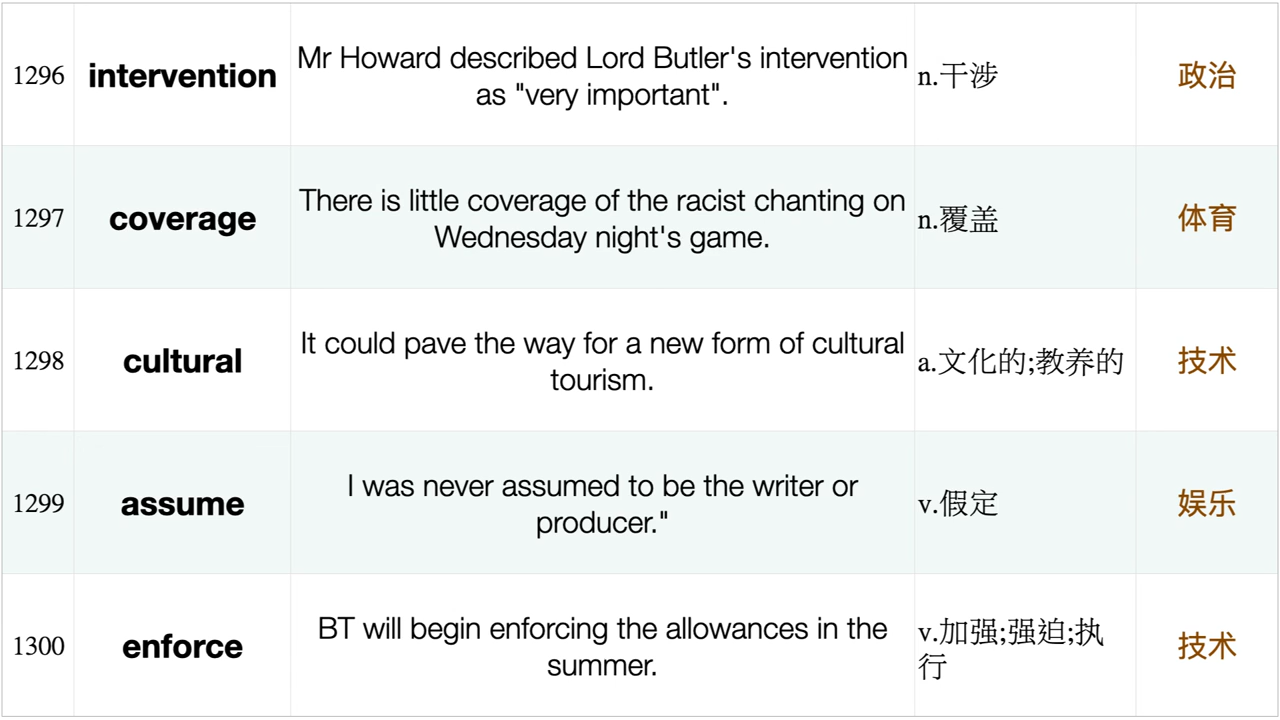 1296 intervention Mr Howard described Lord Butler's intervention as "very important". n.干涉 政治
1297 coverage There is little coverage of the racist chanting on Wednesday night's game. n.覆盖 体育
1298 cultural It could pave the way for a new form of cultural tourism. a.文化的;教养的 技术
1299 assume I was never assumed to be the writer or producer." v.假定 娱乐
1300 enforce BT will begin enforcing the allowances in the summer. v.加强;强迫;执行 技术